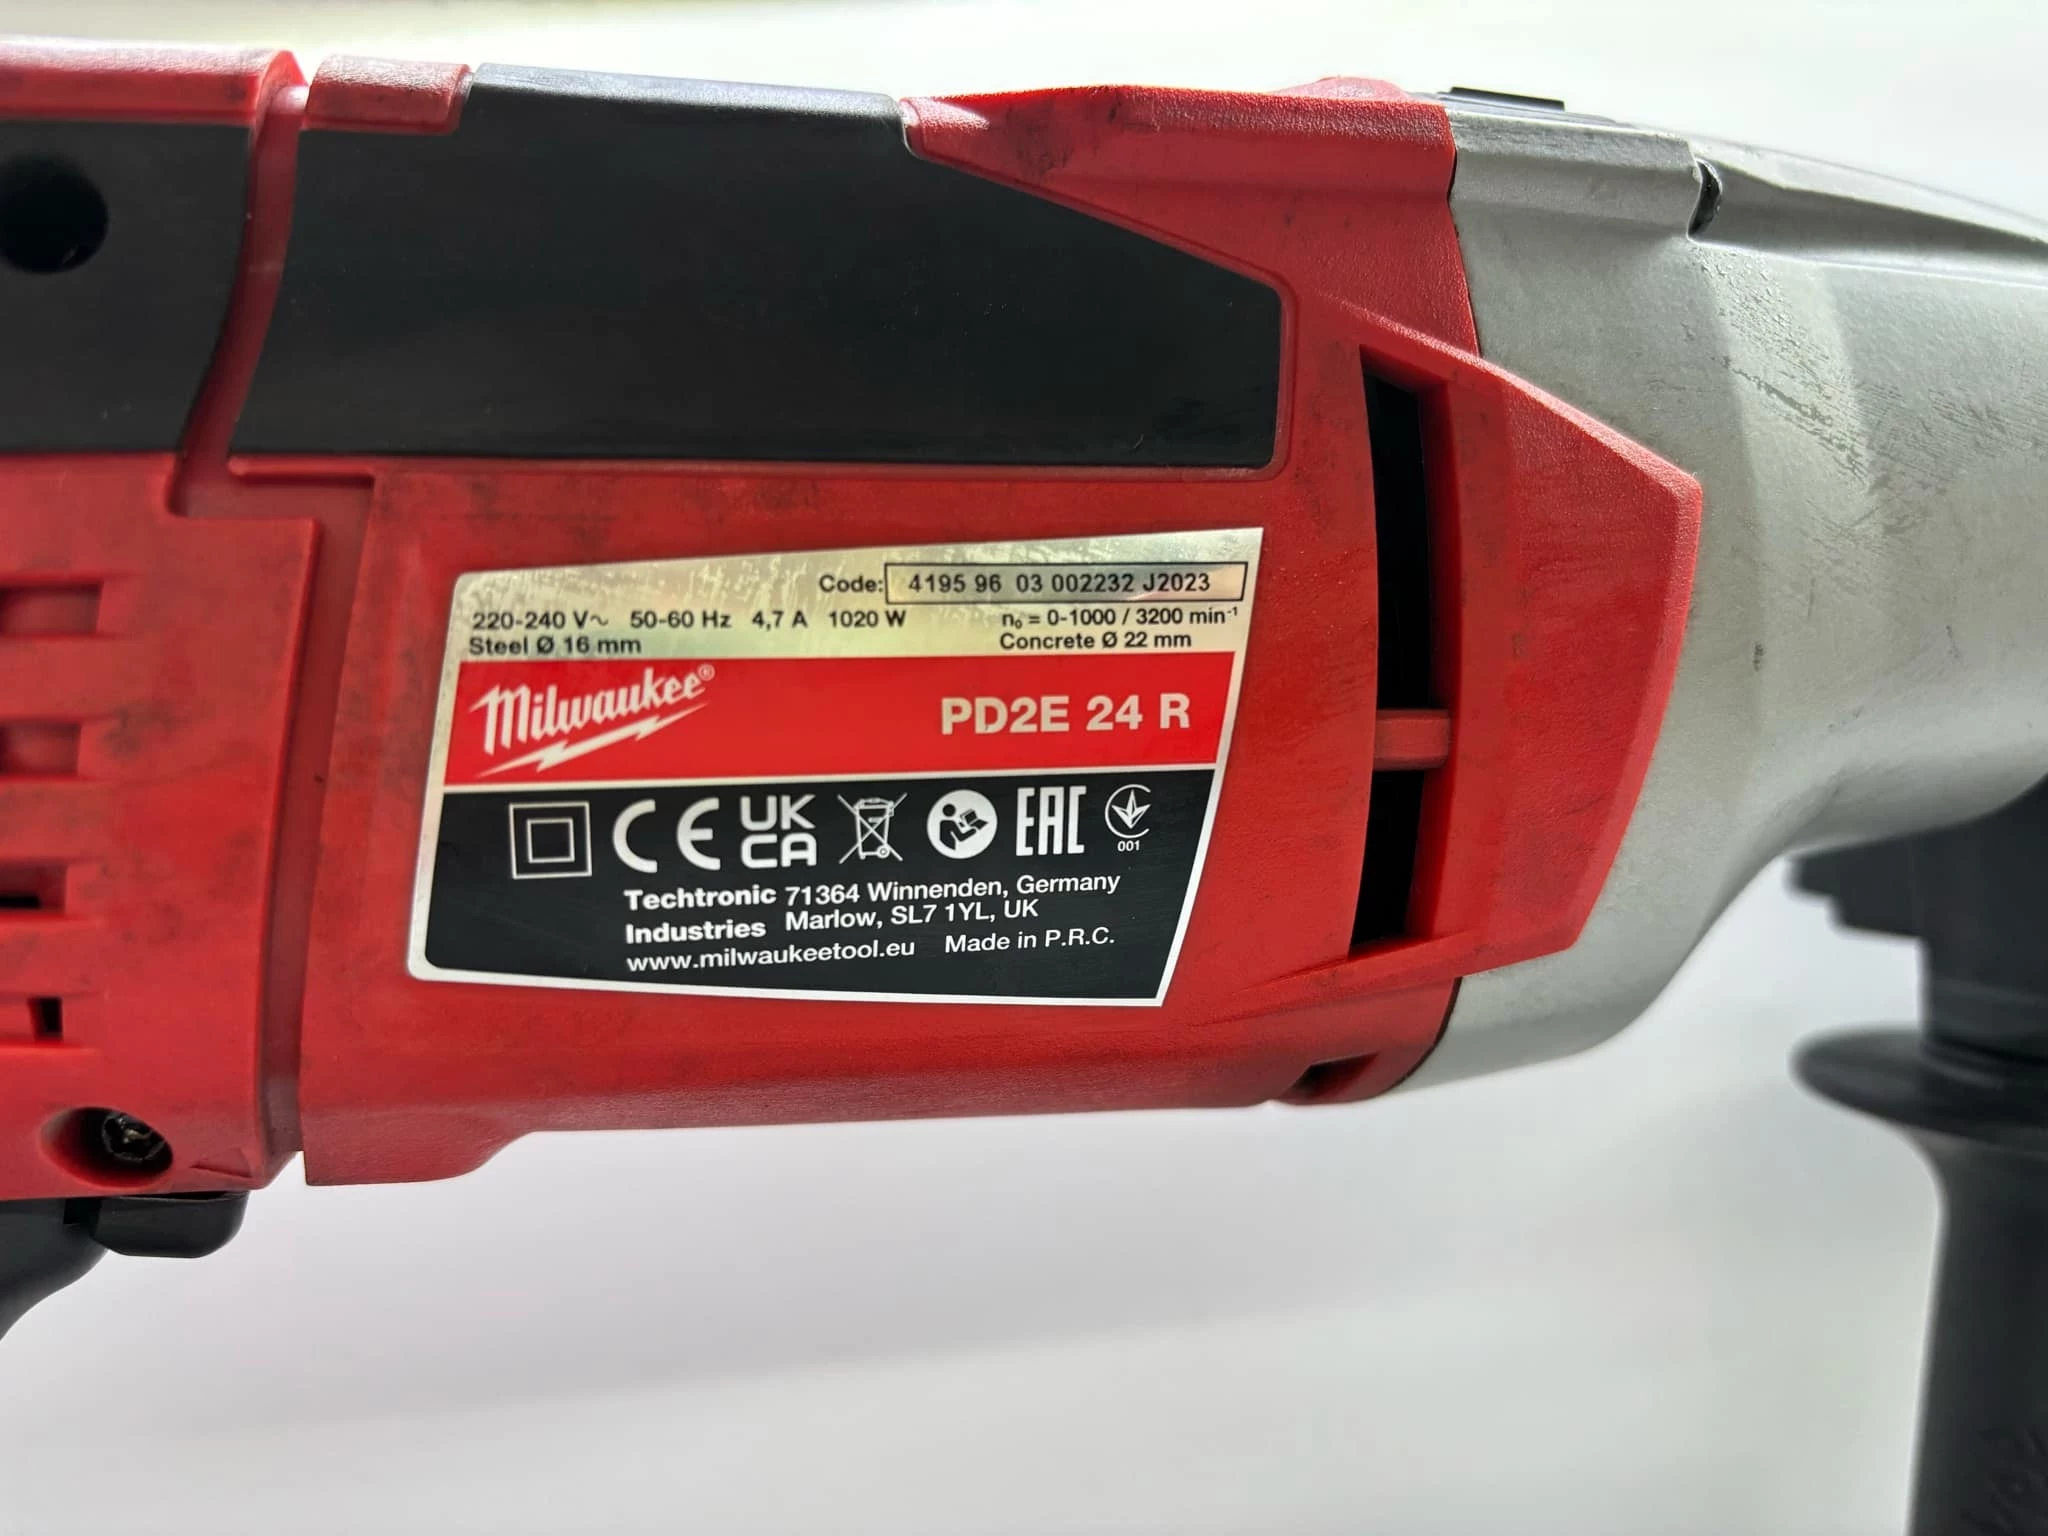 Code: 4195 96 03 002232 J2023
220-240 V~ 50-60 Hz 4,7 A 1020 W n₀ = 0-1000 / 3200 min⁻¹
Steel Ø 16 mm Concrete Ø 22 mm
Milwaukee®
PD2E 24 R
CE UK CA EAC 001
Techtronic 71364 Winnenden, Germany
Industries Marlow, SL7 1YL, UK
www.milwaukeetool.eu Made in P.R.C.